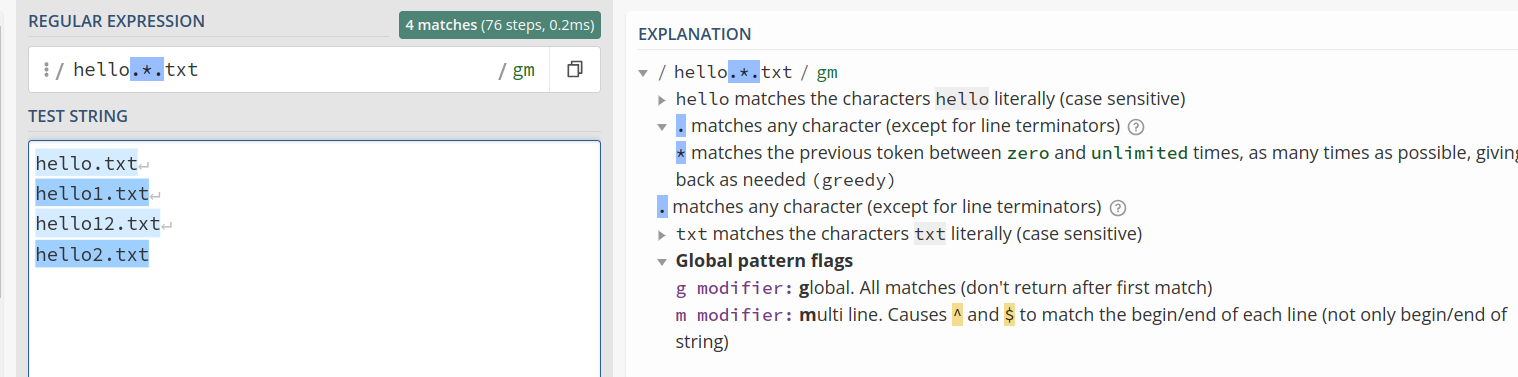 REGULAR EXPRESSION
4 matches (76 steps, 0.2ms)
/ hello.*.txt / gm
TEST STRING
hello.txt↵
hello1.txt↵
hello12.txt↵
hello2.txt
EXPLANATION
/ hello.*.txt / gm
hello matches the characters hello literally (case sensitive)
. matches any character (except for line terminators) ?
* matches the previous token between zero and unlimited times, as many times as possible, giving
back as needed (greedy)
. matches any character (except for line terminators) ?
txt matches the characters txt literally (case sensitive)
Global pattern flags
g modifier: global. All matches (don't return after first match)
m modifier: multi line. Causes ^ and $ to match the begin/end of each line (not only begin/end of
string)